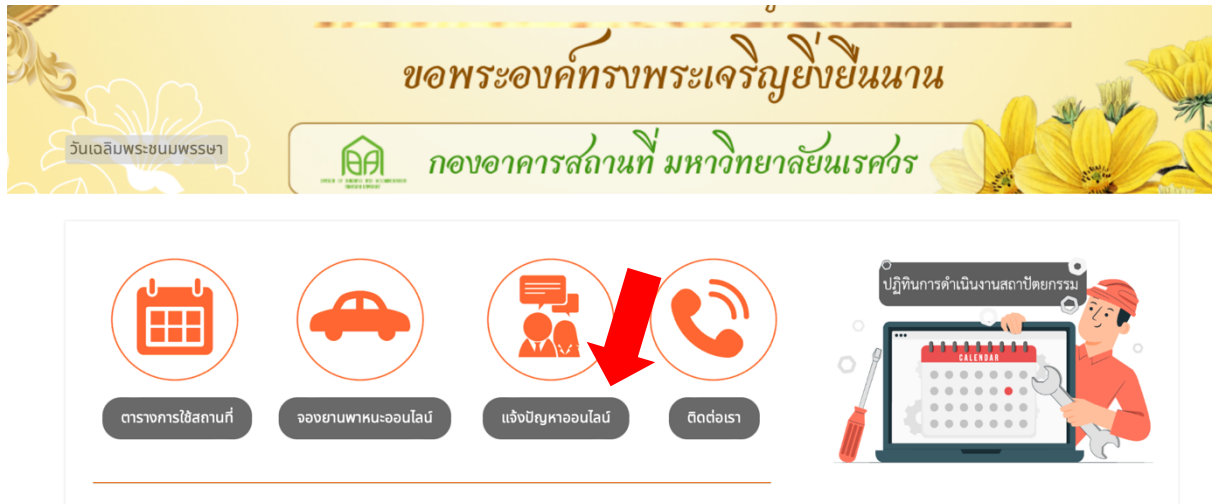 ขอพระองค์ทรงพระเจริญยิ่งยืนนาน
วันเฉลิมพระชนมพรรษา
กองอาคารสถานที่ มหาวิทยาลัยนเรศวร
ปฏิทินการดำเนินงานสถาปัตยกรรม
CALENDAR
ตารางการใช้สถานที่
จองยานพาหนะออนไลน์
แจ้งปัญหาออนไลน์
ติดต่อเรา